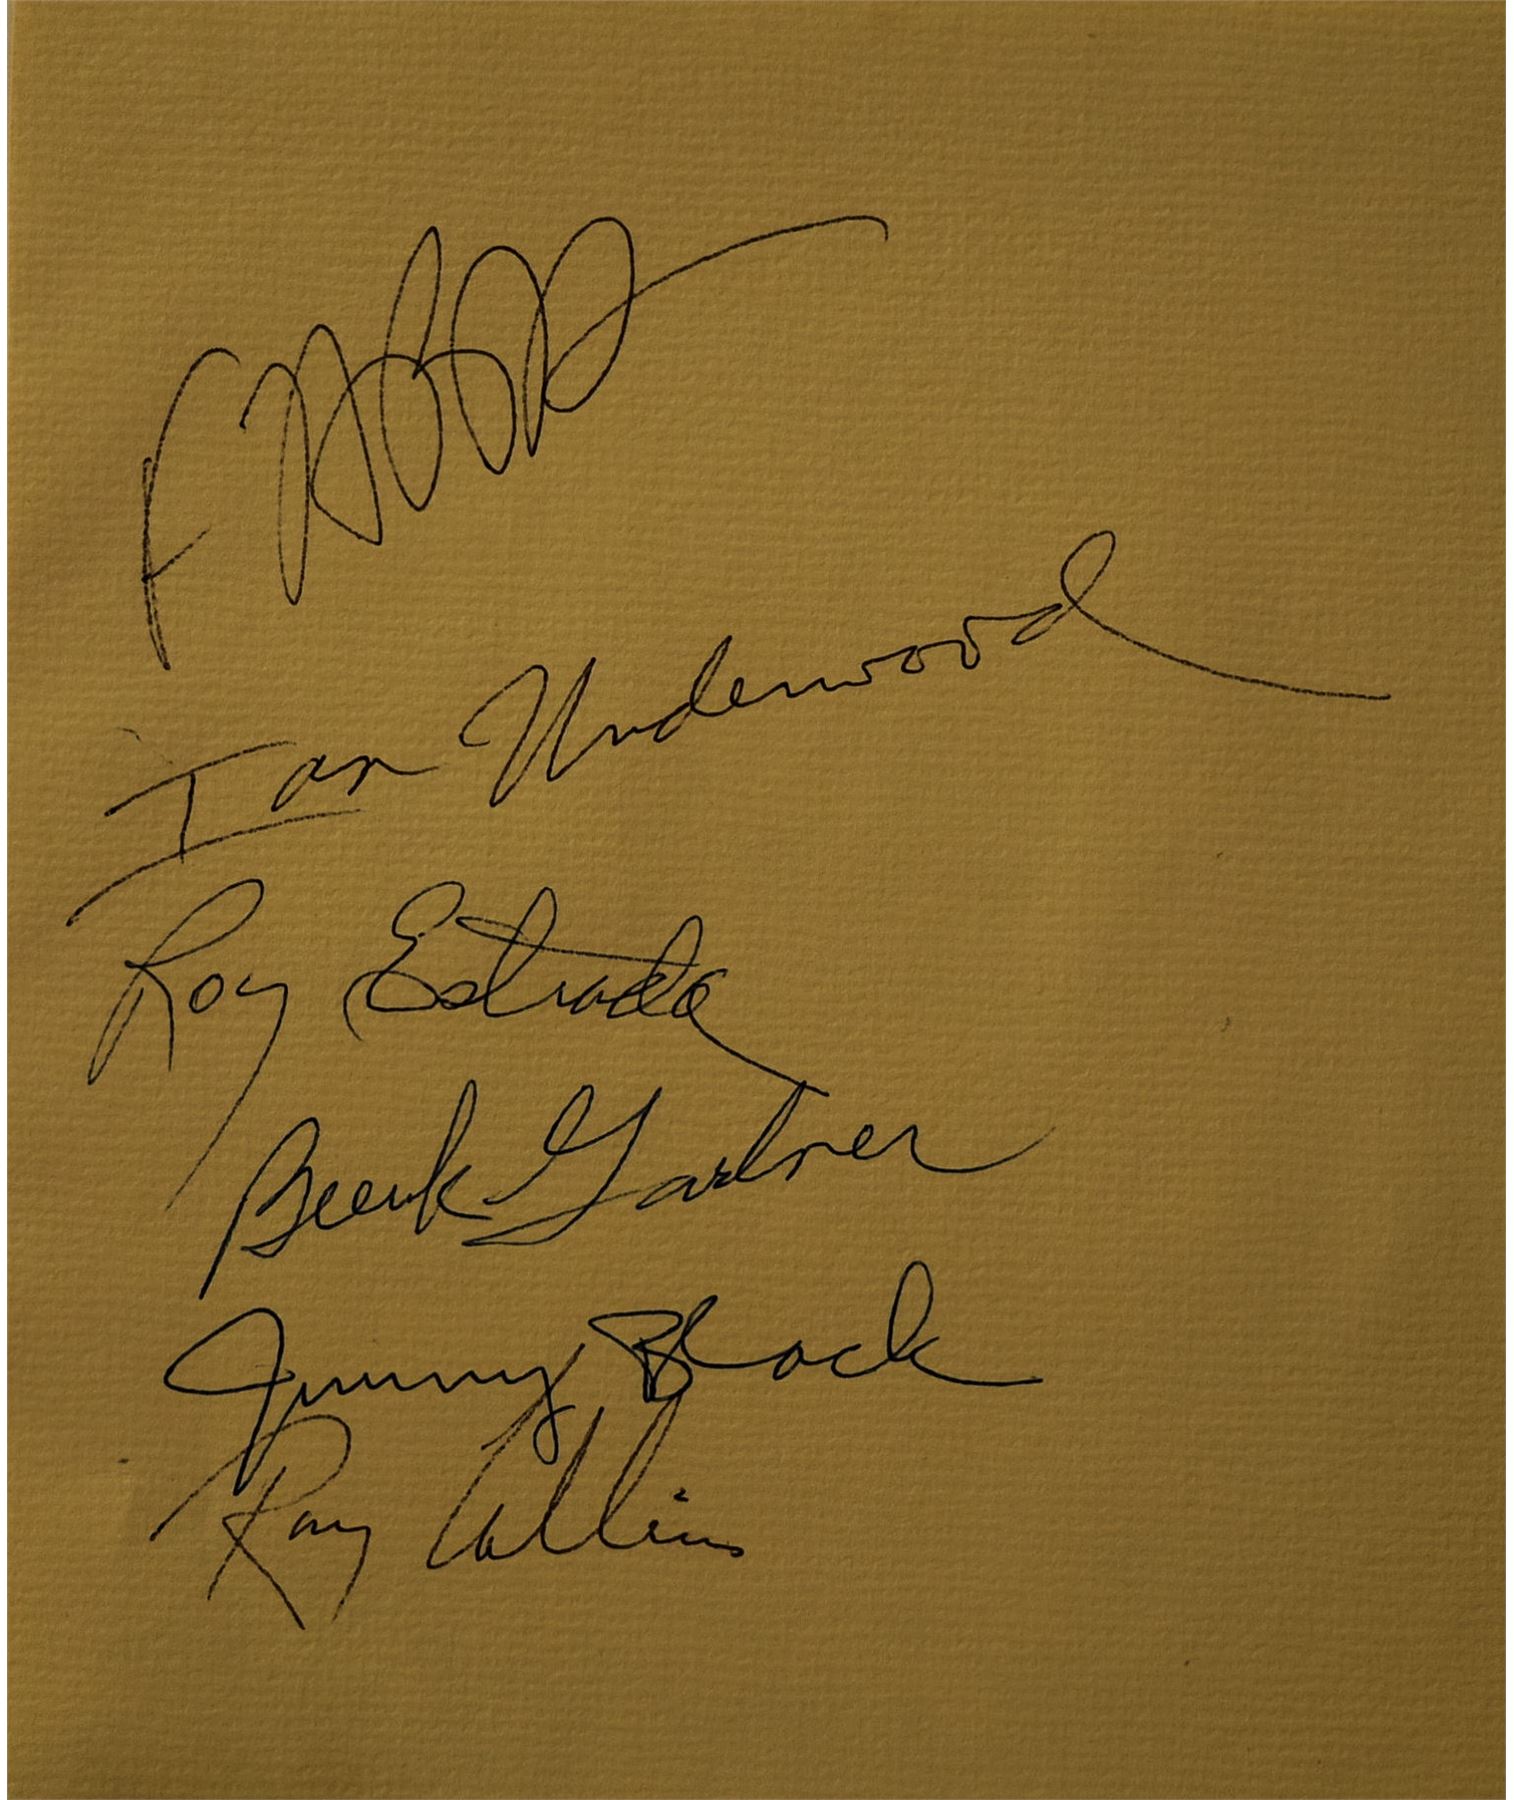 Ian Underwood
Roy Estrada
Bunk Gardner
Jimmy Black
Ray Collins